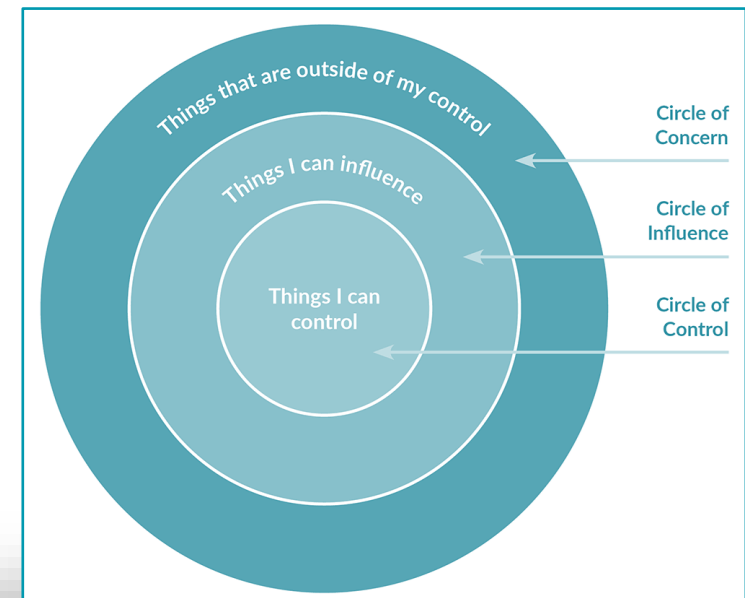 Things that are outside of my control
Things I can influence
Things I can
control
Circle of
Concern
Circle of
Influence
Circle of
Control